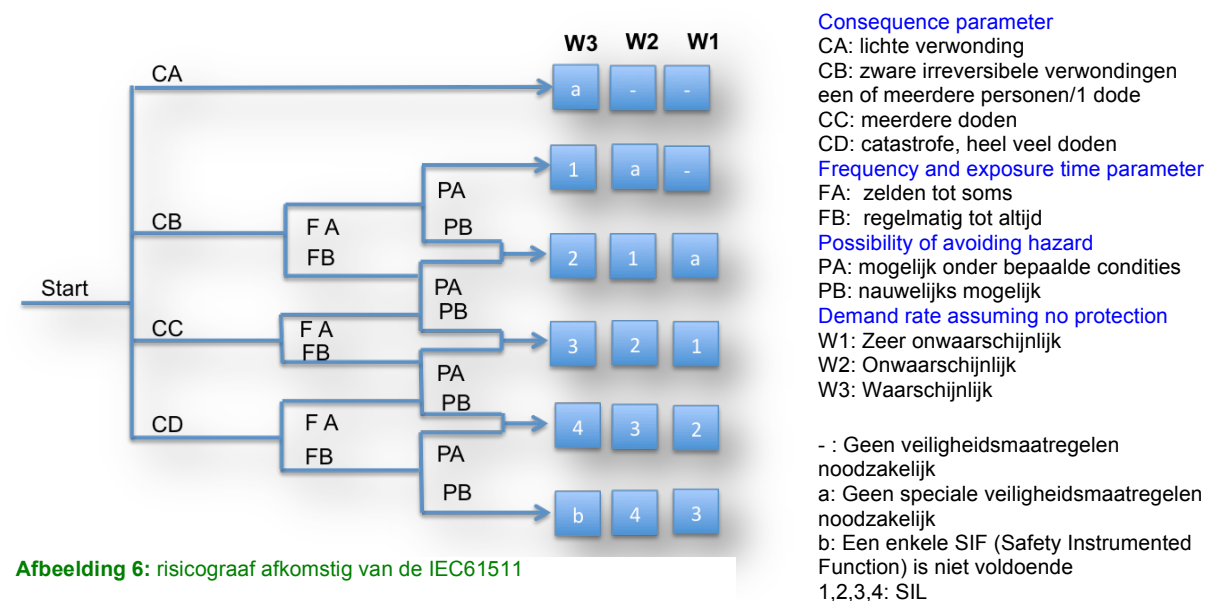 W3 W2 W1
CA
a - -
1 a -
PA
CB
F A
PB
FB
2 1 a
Start
PA
PB
CC
F A
FB
3 2 1
PA
PB
CD
F A
4 3 2
FB
PA
PB
b 4 3
Afbeelding 6: risicograaf afkomstig van de IEC61511
Consequence parameter
CA: lichte verwonding
CB: zware irreversibele verwondingen
een of meerdere personen/1 dode
CC: meerdere doden
CD: catastrofe, heel veel doden
Frequency and exposure time parameter
FA: zelden tot soms
FB: regelmatig tot altijd
Possibility of avoiding hazard
PA: mogelijk onder bepaalde condities
PB: nauwelijks mogelijk
Demand rate assuming no protection
W1: Zeer onwaarschijnlijk
W2: Onwaarschijnlijk
W3: Waarschijnlijk
- : Geen veiligheidsmaatregelen
noodzakelijk
a: Geen speciale veiligheidsmaatregelen
noodzakelijk
b: Een enkele SIF (Safety Instrumented
Function) is niet voldoende
1,2,3,4: SIL